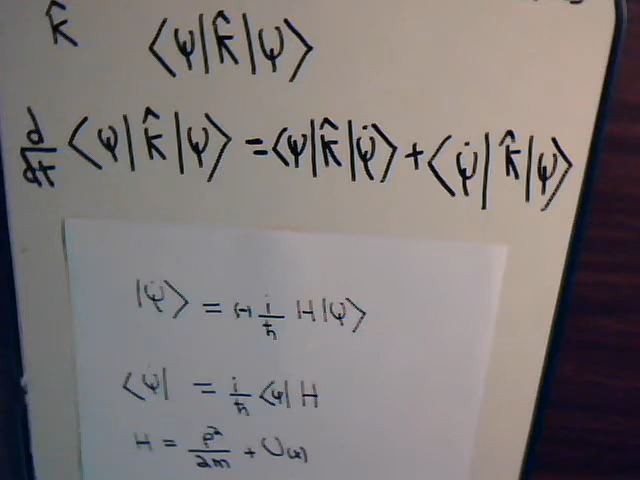 k̂ ⟨ψ|k̂|ψ⟩
d/dt ⟨ψ|k̂|ψ⟩ = ⟨ψ|k̂|ψ̇⟩ + ⟨ψ̇|k̂|ψ⟩
|ψ̇⟩ = (-) i/ħ H|ψ⟩
⟨ψ̇| = i/ħ ⟨ψ|H
H = p²/2m + U(x)